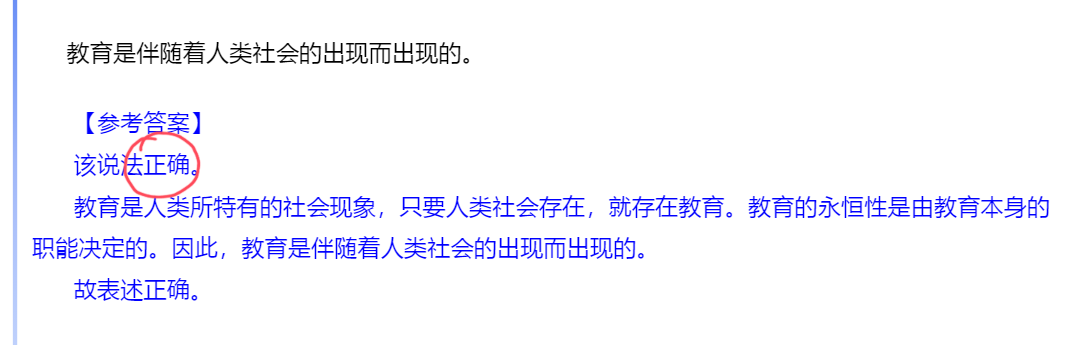 教育是伴随着人类社会的出现而出现的。
【参考答案】
该说法正确。
教育是人类所特有的社会现象，只要人类社会存在，就存在教育。教育的永恒性是由教育本身的
职能决定的。因此，教育是伴随着人类社会的出现而出现的。
故表述正确。